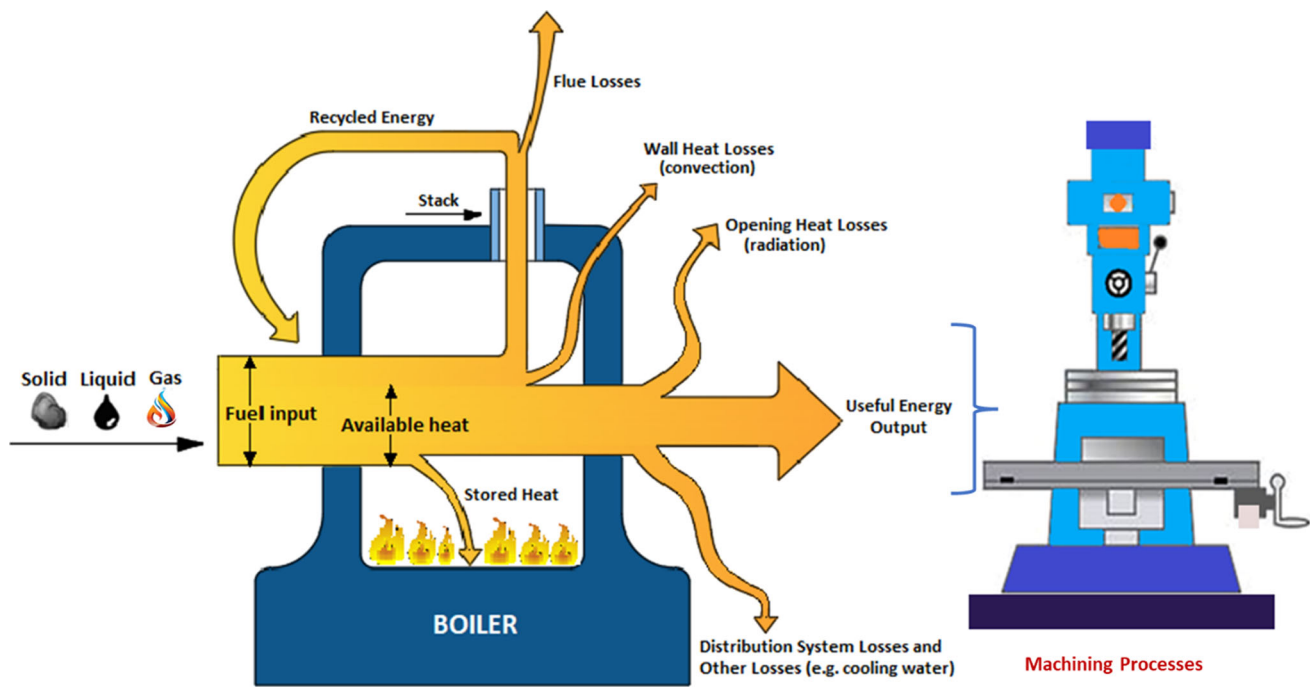 Flue Losses
Recycled Energy
Wall Heat Losses
(convection)
Stack
Opening Heat Losses
(radiation)
Solid Liquid Gas
Fuel input
Available heat
Useful Energy
Output
Stored Heat
BOILER
Distribution System Losses and
Other Losses (e.g. cooling water)
Machining Processes